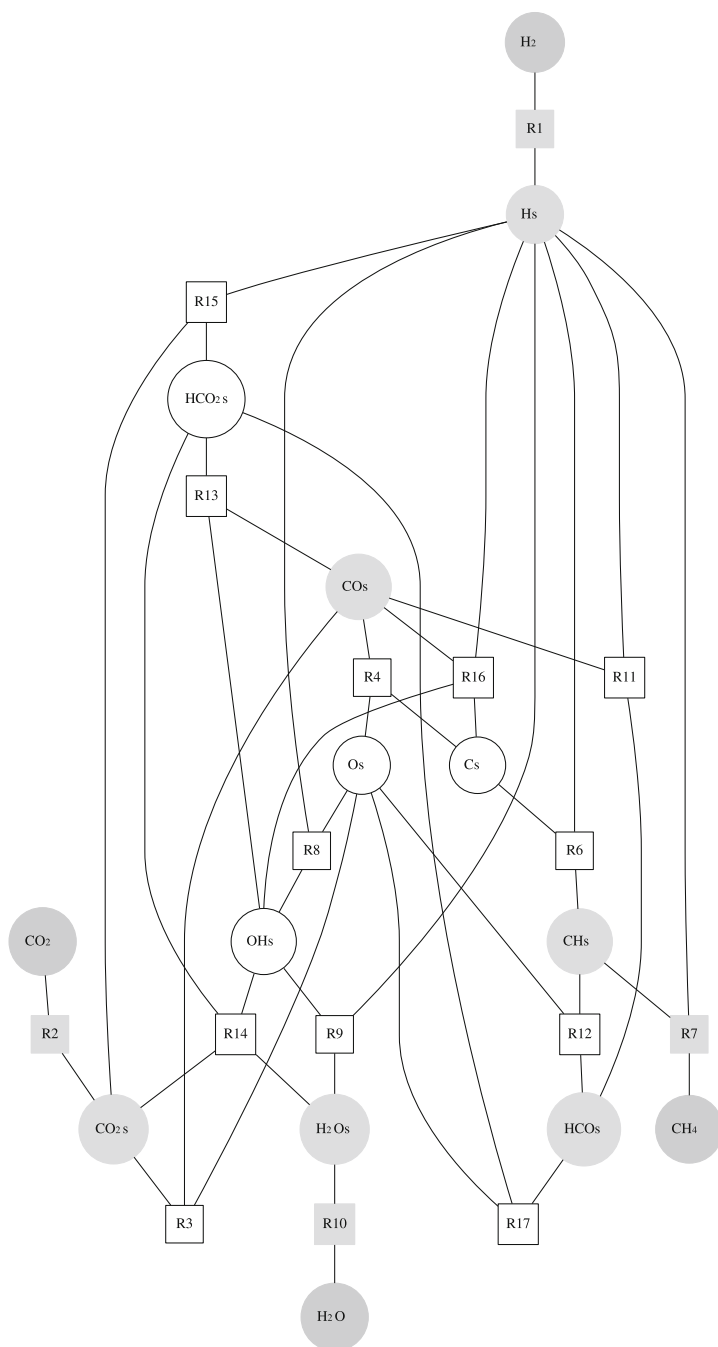 H2
R1
Hs
R15
HCO2 s
R13
COs
R4
R16
R11
Os
Cs
R8
R6
CO2
OHs
CHs
R2
R14
R9
R12
R7
CO2 s
H2 Os
HCOs
CH4
R3
R10
R17
H2 O